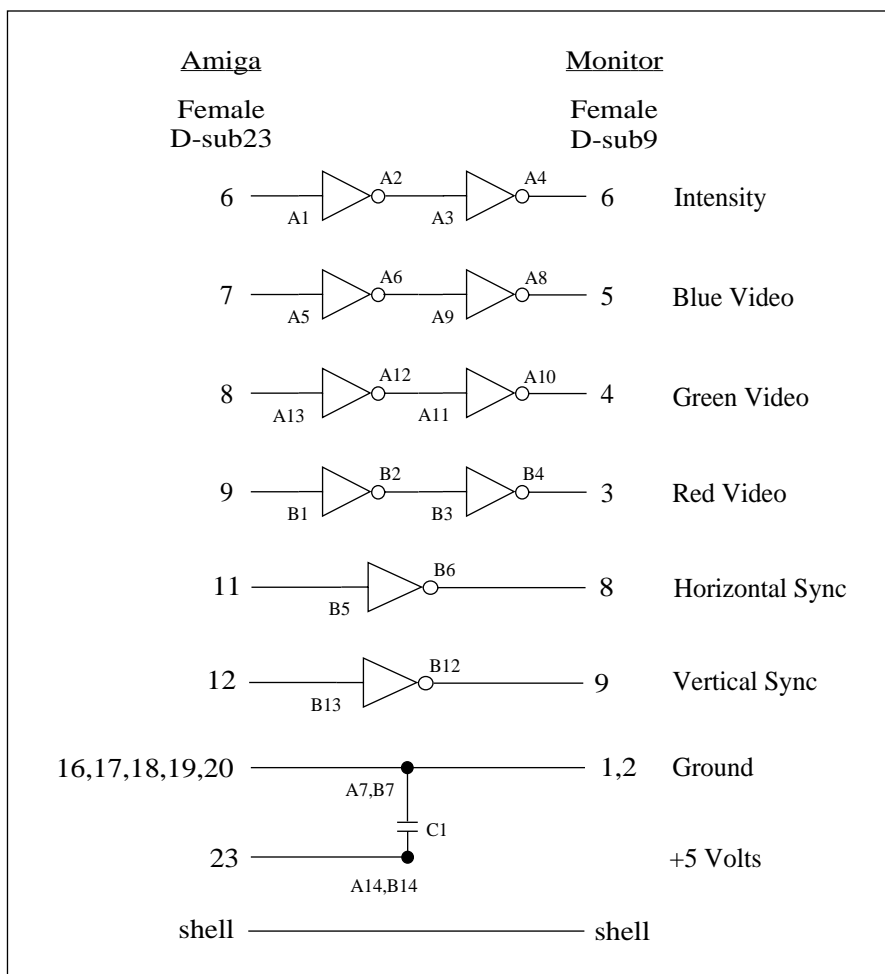 Amiga Monitor
Female Female
D-sub23 D-sub9
6 A1 A2 A3 A4 6 Intensity
7 A5 A6 A9 A8 5 Blue Video
8 A13 A12 A11 A10 4 Green Video
9 B1 B2 B3 B4 3 Red Video
11 B5 B6 8 Horizontal Sync
12 B13 B12 9 Vertical Sync
16,17,18,19,20 1,2 Ground
A7,B7
C1
23 +5 Volts
A14,B14
shell shell